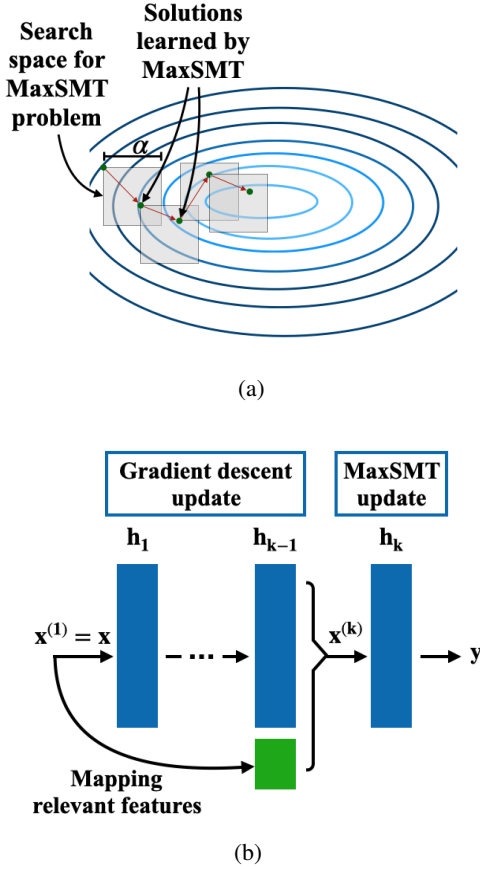 Search
space for
MaxSMT
problem
Solutions
learned by
MaxSMT
α
(a)
Gradient descent
update
MaxSMT
update
h₁
hₖ₋₁
hₖ
x⁽¹⁾ = x
...
x⁽ᵏ⁾
y
Mapping
relevant features
(b)